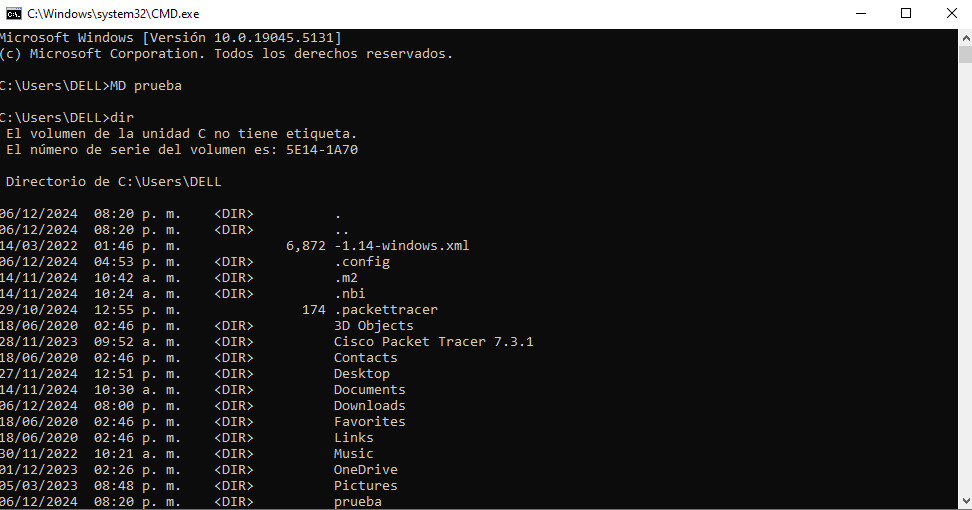 C:\Windows\system32\CMD.exe
Microsoft Windows [Versión 10.0.19045.5131]
(c) Microsoft Corporation. Todos los derechos reservados.
C:\Users\DELL>MD prueba
C:\Users\DELL>dir
 El volumen de la unidad C no tiene etiqueta.
 El número de serie del volumen es: 5E14-1A70
 Directorio de C:\Users\DELL
06/12/2024  08:20 p. m.    <DIR>          .
06/12/2024  08:20 p. m.    <DIR>          ..
14/03/2022  01:46 p. m.             6,872 -1.14-windows.xml
06/12/2024  04:53 p. m.    <DIR>          .config
14/11/2024  10:42 a. m.    <DIR>          .m2
14/11/2024  10:24 a. m.    <DIR>          .nbi
29/10/2024  12:55 p. m.               174 .packettracer
18/06/2020  02:46 p. m.    <DIR>          3D Objects
28/11/2023  09:52 a. m.    <DIR>          Cisco Packet Tracer 7.3.1
18/06/2020  02:46 p. m.    <DIR>          Contacts
27/11/2024  12:51 p. m.    <DIR>          Desktop
14/11/2024  10:30 a. m.    <DIR>          Documents
06/12/2024  08:00 p. m.    <DIR>          Downloads
18/06/2020  02:46 p. m.    <DIR>          Favorites
18/06/2020  02:46 p. m.    <DIR>          Links
30/11/2022  10:21 a. m.    <DIR>          Music
01/12/2023  02:26 p. m.    <DIR>          OneDrive
05/03/2023  08:48 p. m.    <DIR>          Pictures
06/12/2024  08:20 p. m.    <DIR>          prueba